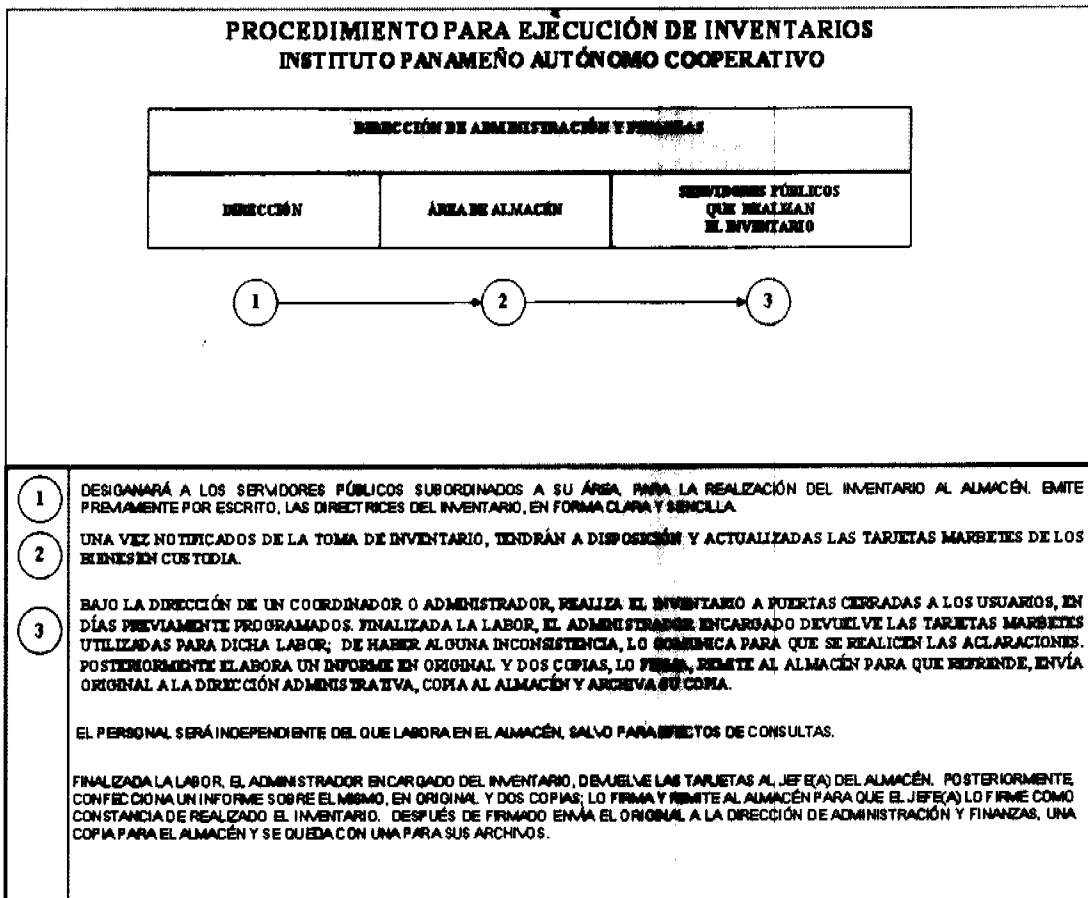 PROCEDIMIENTO PARA EJECUCIÓN DE INVENTARIOS
INSTITUTO PANAMEÑO AUTÓNOMO COOPERATIVO
DIRECCIÓN DE ADMINISTRACIÓN Y FINANZAS
DIRECCIÓN
ÁREA DE ALMACÉN
SERVIDORES PÚBLICOS
QUE REALIZAN
EL INVENTARIO
1
2
3
1
DESIGANARÁ A LOS SERVIDORES PÚBLICOS SUBORDINADOS A SU ÁREA, PARA LA REALIZACIÓN DEL INVENTARIO AL ALMACÉN. EMITE
PREVIAMENTE POR ESCRITO, LAS DIRECTRICES DEL INVENTARIO, EN FORMA CLARA Y SENCILLA
2
UNA VEZ NOTIFICADOS DE LA TOMA DE INVENTARIO, TENDRÁN A DISPOSICIÓN Y ACTUALIZADAS LAS TARJETAS MARBETES DE LOS
BIENES EN CUSTODIA.
3
BAJO LA DIRECCIÓN DE UN COORDINADOR O ADMINISTRADOR, REALIZA EL INVENTARIO A PUERTAS CERRADAS A LOS USUARIOS, EN
DÍAS PREVIAMENTE PROGRAMADOS. FINALIZADA LA LABOR, EL ADMINISTRADOR ENCARGADO DEVUELVE LAS TARJETAS MARBETES
UTILIZADAS PARA DICHA LABOR; DE HABER ALGUNA INCONSISTENCIA, LO COMUNICA PARA QUE SE REALICEN LAS ACLARACIONES.
POSTERIORMENTE ELABORA UN INFORME EN ORIGINAL Y DOS COPIAS, LO FIRMA, REMITE AL ALMACÉN PARA QUE REFRENDE, ENVÍA
ORIGINAL A LA DIRECCIÓN ADMINISTRATIVA, COPIA AL ALMACÉN Y ARCHIVA SU COPIA.
EL PERSONAL SERÁ INDEPENDIENTE DEL QUE LABORA EN EL ALMACÉN, SALVO PARA EFECTOS DE CONSULTAS.
FINALIZADA LA LABOR, EL ADMINISTRADOR ENCARGADO DEL INVENTARIO, DEVUELVE LAS TARJETAS AL JEFE(A) DEL ALMACÉN. POSTERIORMENTE,
CONFECCIONA UN INFORME SOBRE EL MISMO, EN ORIGINAL Y DOS COPIAS; LO FIRMA Y REMITE AL ALMACÉN PARA QUE EL JEFE(A) LO FIRME COMO
CONSTANCIA DE REALIZADO EL INVENTARIO. DESPUÉS DE FIRMADO ENVÍA EL ORIGINAL A LA DIRECCIÓN DE ADMINISTRACIÓN Y FINANZAS, UNA
COPIA PARA EL ALMACÉN Y SE QUEDA CON UNA PARA SUS ARCHIVOS.